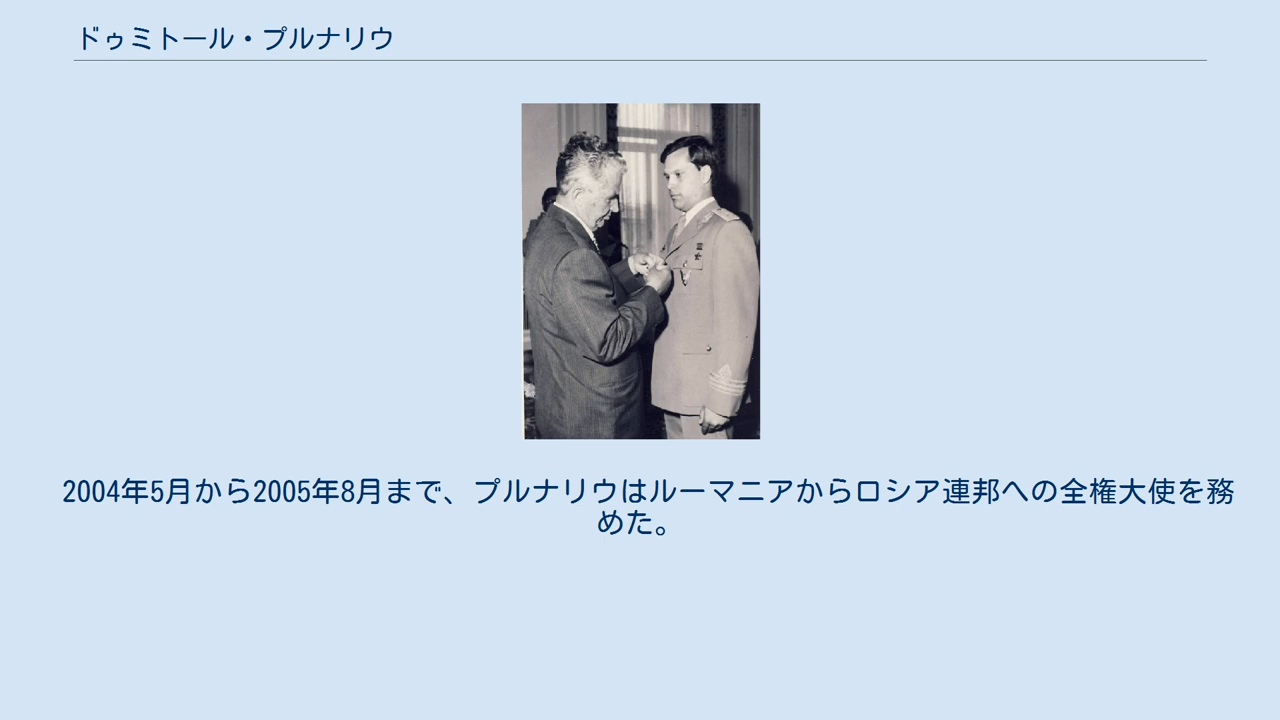 ドゥミトール・プルナリウ
2004年5月から2005年8月まで、プルナリウはルーマニアからロシア連邦への全権大使を務
めた。